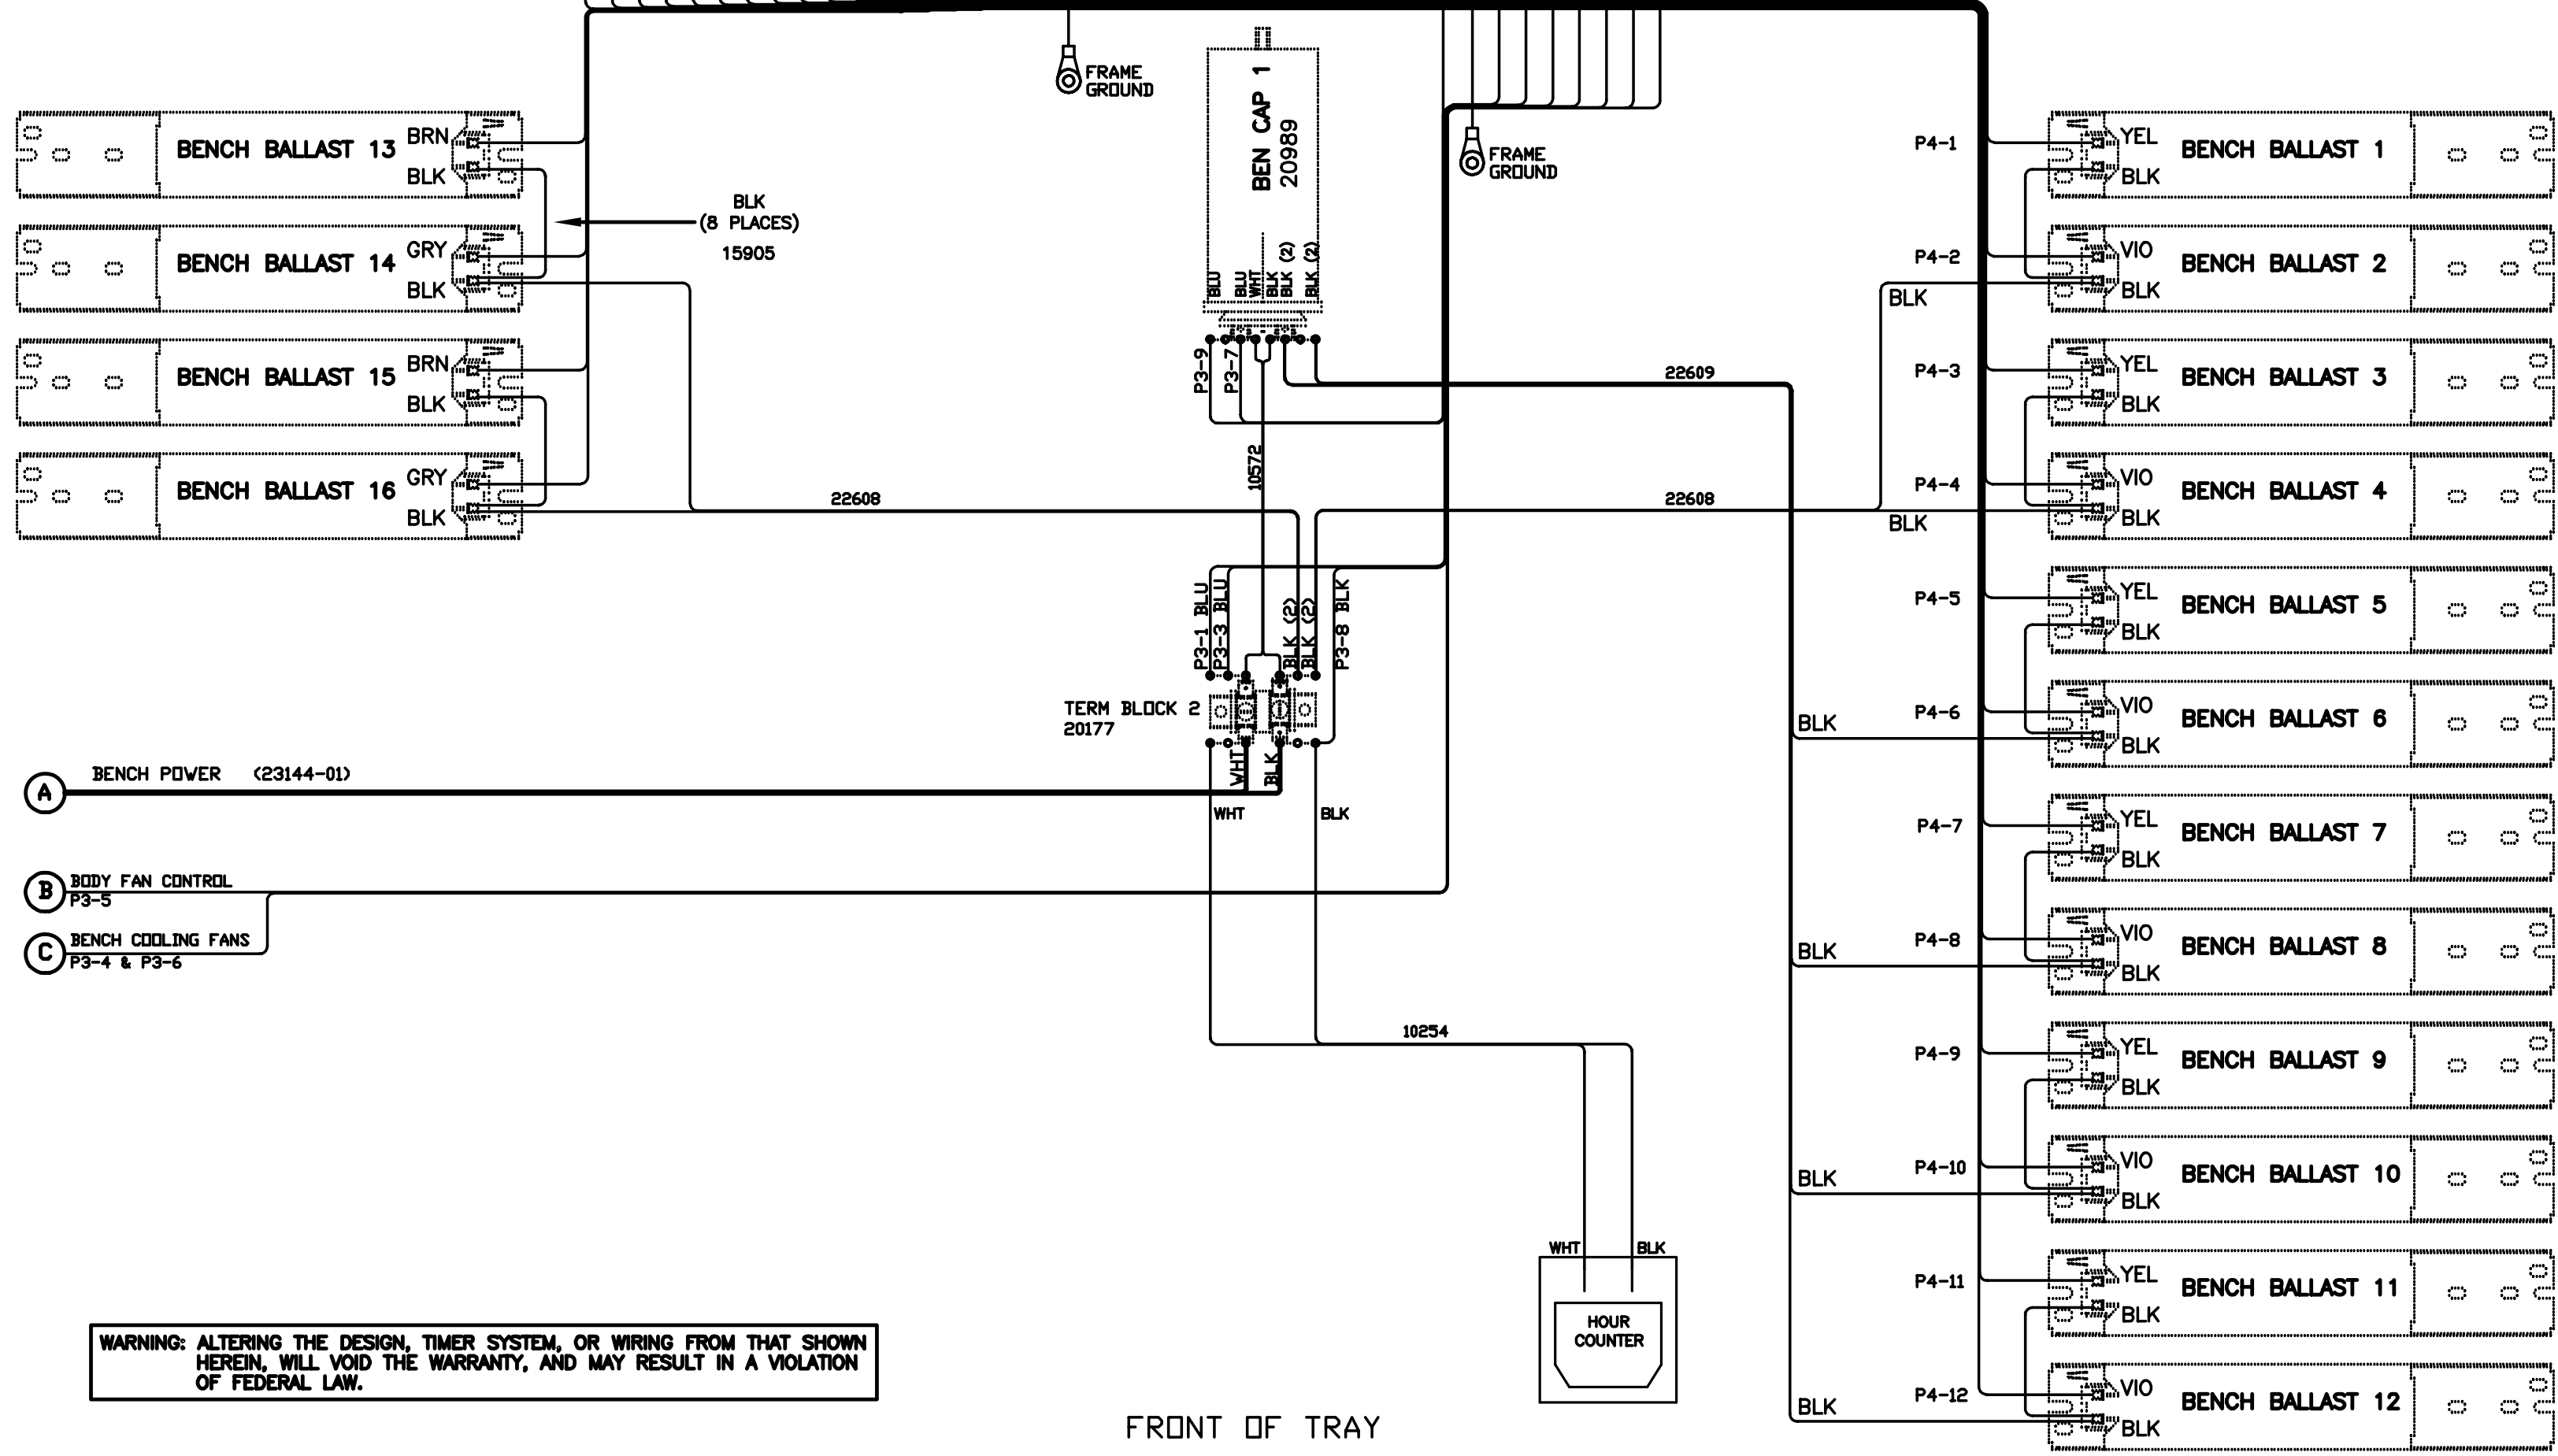 FRAME
GROUND
BEN CAP 1
20989
FRAME
GROUND
BRN
BENCH BALLAST 13
BLK
BLK
(8 PLACES)
15905
GRY
BENCH BALLAST 14
BLK
BRN
BENCH BALLAST 15
BLK
GRY
BENCH BALLAST 16
BLK
22608
BLU
BLU
WHT
BLK
BLK (2)
BLK (2)
P3-9
P3-7
10572
22609
22608
P3-1 BLU
P3-3 BLU
BLK (2)
BLK (2)
P3-8 BLK
TERM BLOCK 2
20177
WHT
BLK
WHT
BLK
A
BENCH POWER (23144-01)
B
BODY FAN CONTROL
P3-5
C
BENCH COOLING FANS
P3-4 & P3-6
10254
WHT
BLK
HOUR
COUNTER
P4-1
YEL
BENCH BALLAST 1
BLK
P4-2
VIO
BENCH BALLAST 2
BLK
BLK
P4-3
YEL
BENCH BALLAST 3
BLK
P4-4
VIO
BENCH BALLAST 4
BLK
BLK
P4-5
YEL
BENCH BALLAST 5
BLK
P4-6
VIO
BENCH BALLAST 6
BLK
BLK
P4-7
YEL
BENCH BALLAST 7
BLK
P4-8
VIO
BENCH BALLAST 8
BLK
BLK
P4-9
YEL
BENCH BALLAST 9
BLK
P4-10
VIO
BENCH BALLAST 10
BLK
BLK
P4-11
YEL
BENCH BALLAST 11
BLK
P4-12
VIO
BENCH BALLAST 12
BLK
BLK
WARNING: ALTERING THE DESIGN, TIMER SYSTEM, OR WIRING FROM THAT SHOWN
HEREIN, WILL VOID THE WARRANTY, AND MAY RESULT IN A VIOLATION
OF FEDERAL LAW.
FRONT OF TRAY